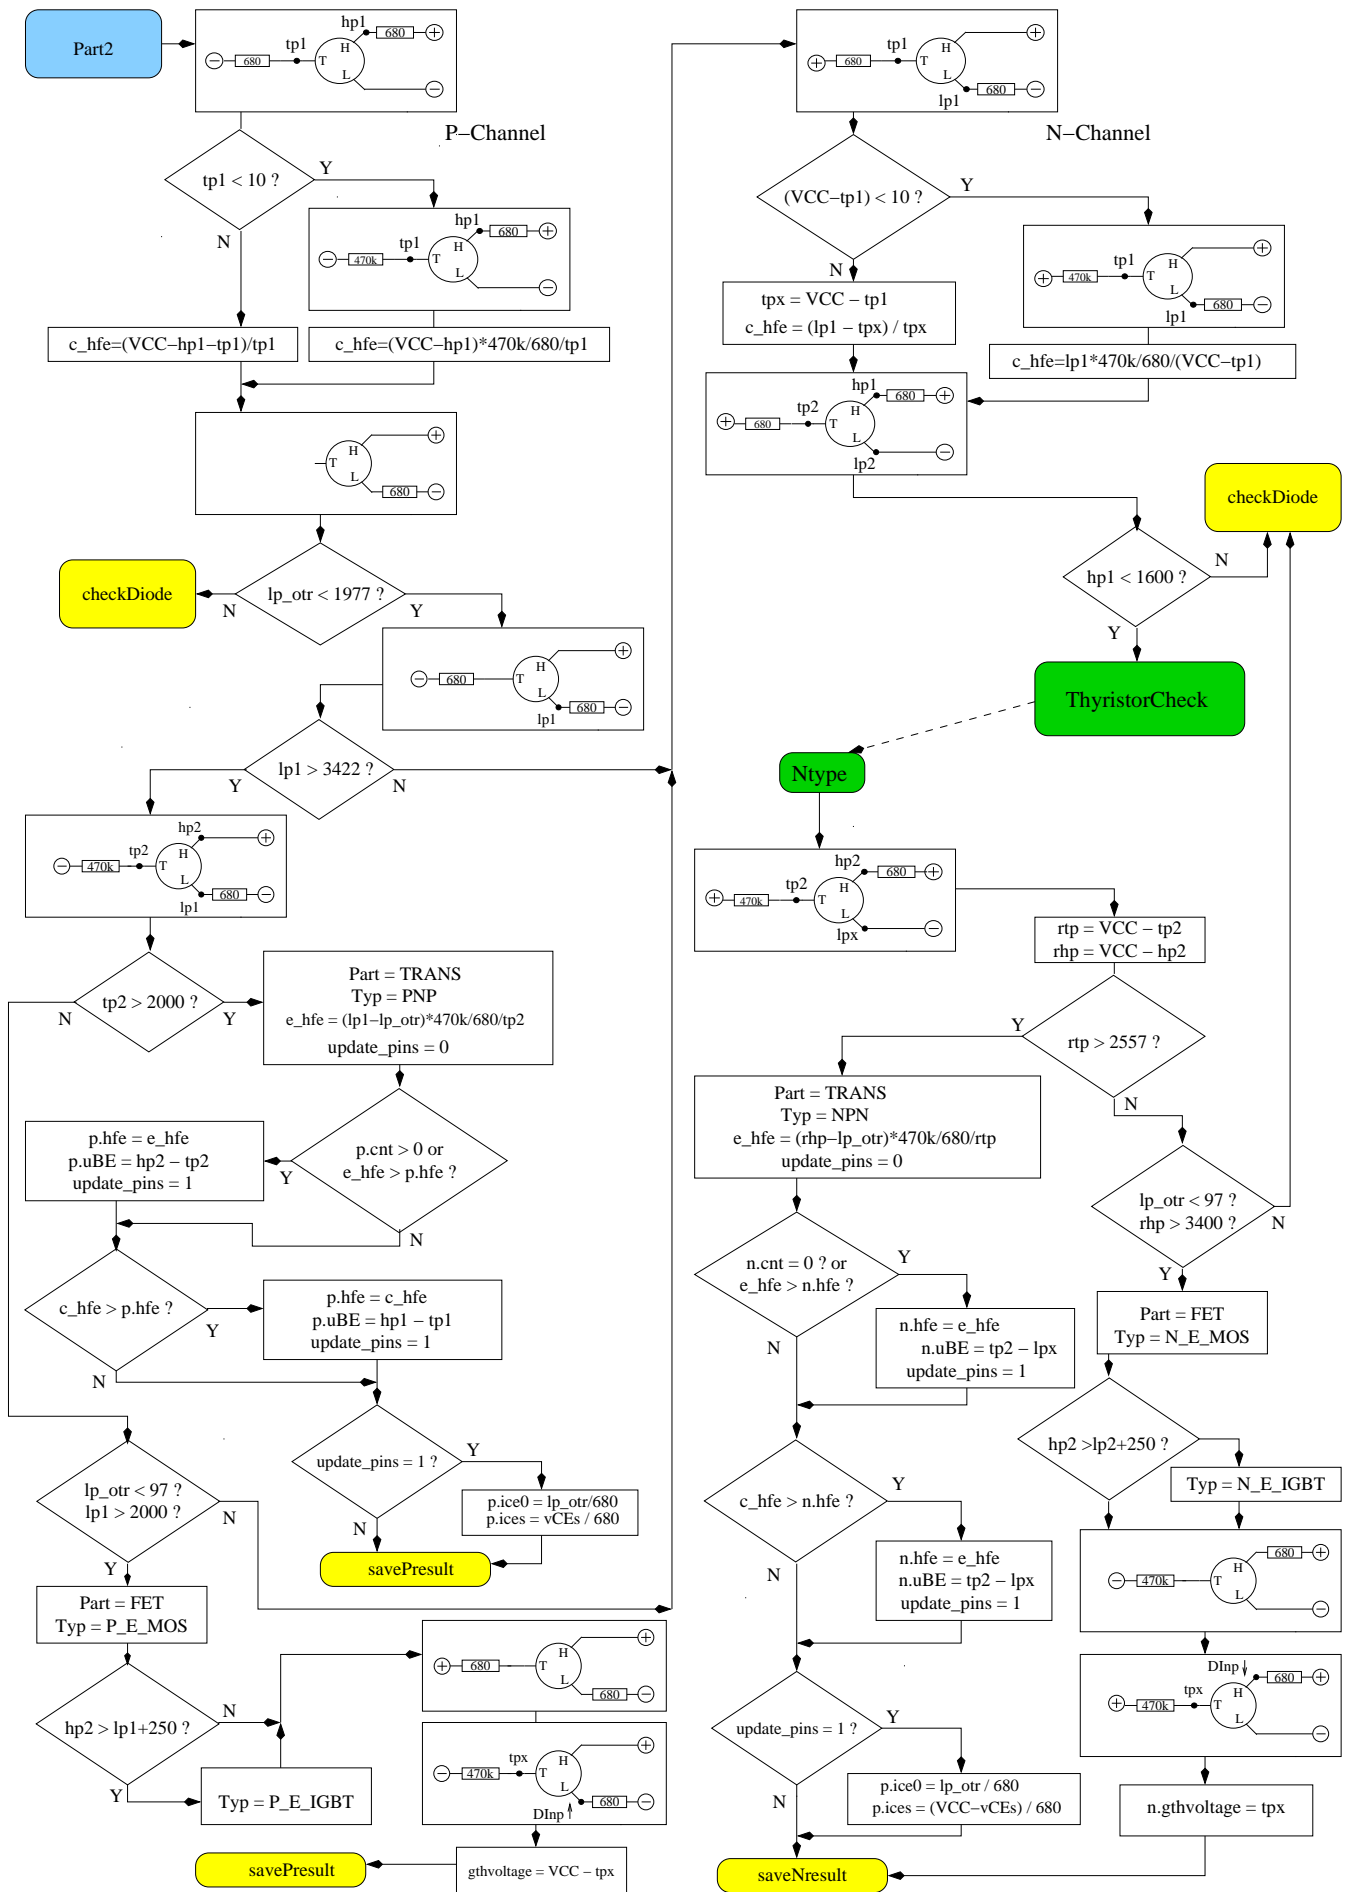 Part2
hp1
680
+
tp1
−
680
T
H
L
−
P−Channel
tp1 < 10 ?
Y
N
hp1
680
+
tp1
−
470k
T
H
L
−
c_hfe=(VCC−hp1−tp1)/tp1
c_hfe=(VCC−hp1)*470k/680/tp1
+
T
H
L
680
−
checkDiode
lp_otr < 1977 ?
N
Y
+
−
680
T
H
L
lp1
680
−
lp1 > 3422 ?
Y
N
hp2
+
tp2
−
470k
T
H
L
680
−
lp1
tp2 > 2000 ?
N
Y
Part = TRANS
Typ = PNP
e_hfe = (lp1−lp_otr)*470k/680/tp2
update_pins = 0
p.cnt > 0 or
e_hfe > p.hfe ?
Y
N
p.hfe = e_hfe
p.uBE = hp2 − tp2
update_pins = 1
c_hfe > p.hfe ?
Y
N
p.hfe = c_hfe
p.uBE = hp1 − tp1
update_pins = 1
update_pins = 1 ?
Y
N
p.ice0 = lp_otr/680
p.ices = vCEs / 680
savePresult
lp_otr < 97 ?
lp1 > 2000 ?
N
Y
Part = FET
Typ = P_E_MOS
hp2 > lp1+250 ?
N
Y
Typ = P_E_IGBT
+
+
680
T
H
L
680
−
+
tpx
−
470k
T
H
L
680
−
DInp
gthvoltage = VCC − tpx
savePresult
+
tp1
+
680
T
H
L
680
−
lp1
N−Channel
(VCC−tp1) < 10 ?
Y
N
+
tp1
+
470k
T
H
L
680
−
lp1
tpx = VCC − tp1
c_hfe = (lp1 − tpx) / tpx
c_hfe=lp1*470k/680/(VCC−tp1)
hp1
680
+
tp2
+
680
T
H
L
−
lp2
checkDiode
hp1 < 1600 ?
N
Y
ThyristorCheck
Ntype
hp2
680
+
tp2
+
470k
T
H
L
lpx
−
rtp = VCC − tp2
rhp = VCC − hp2
rtp > 2557 ?
Y
N
Part = TRANS
Typ = NPN
e_hfe = (rhp−lp_otr)*470k/680/rtp
update_pins = 0
lp_otr < 97 ?
rhp > 3400 ?
N
Y
n.cnt = 0 ? or
e_hfe > n.hfe ?
Y
N
n.hfe = e_hfe
n.uBE = tp2 − lpx
update_pins = 1
Part = FET
Typ = N_E_MOS
hp2 >lp2+250 ?
Y
N
Typ = N_E_IGBT
c_hfe > n.hfe ?
Y
N
n.hfe = e_hfe
n.uBE = tp2 − lpx
update_pins = 1
680
+
−
470k
T
H
L
−
DInp
680
+
tpx
+
470k
T
H
L
−
update_pins = 1 ?
Y
N
p.ice0 = lp_otr / 680
p.ices = (VCC−vCEs) / 680
n.gthvoltage = tpx
saveNresult